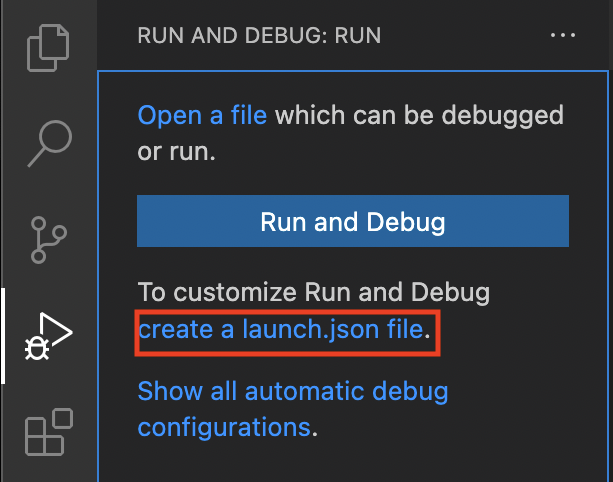 RUN AND DEBUG: RUN
Open a file which can be debugged
or run.
Run and Debug
To customize Run and Debug
create a launch.json file.
Show all automatic debug
configurations.